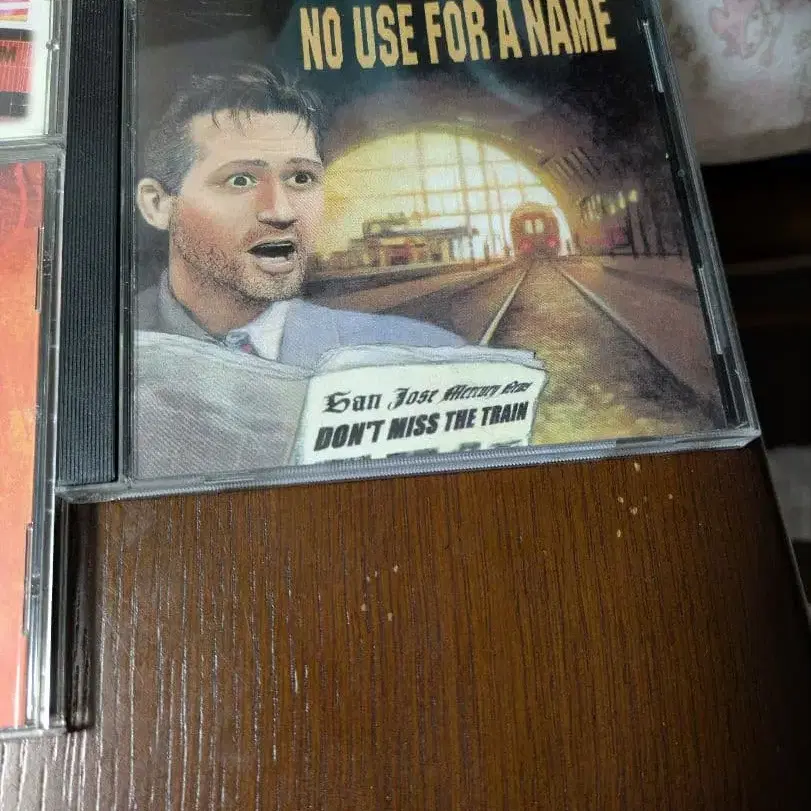 NO USE FOR A NAME
San Jose Mercury News
DON'T MISS THE TRAIN